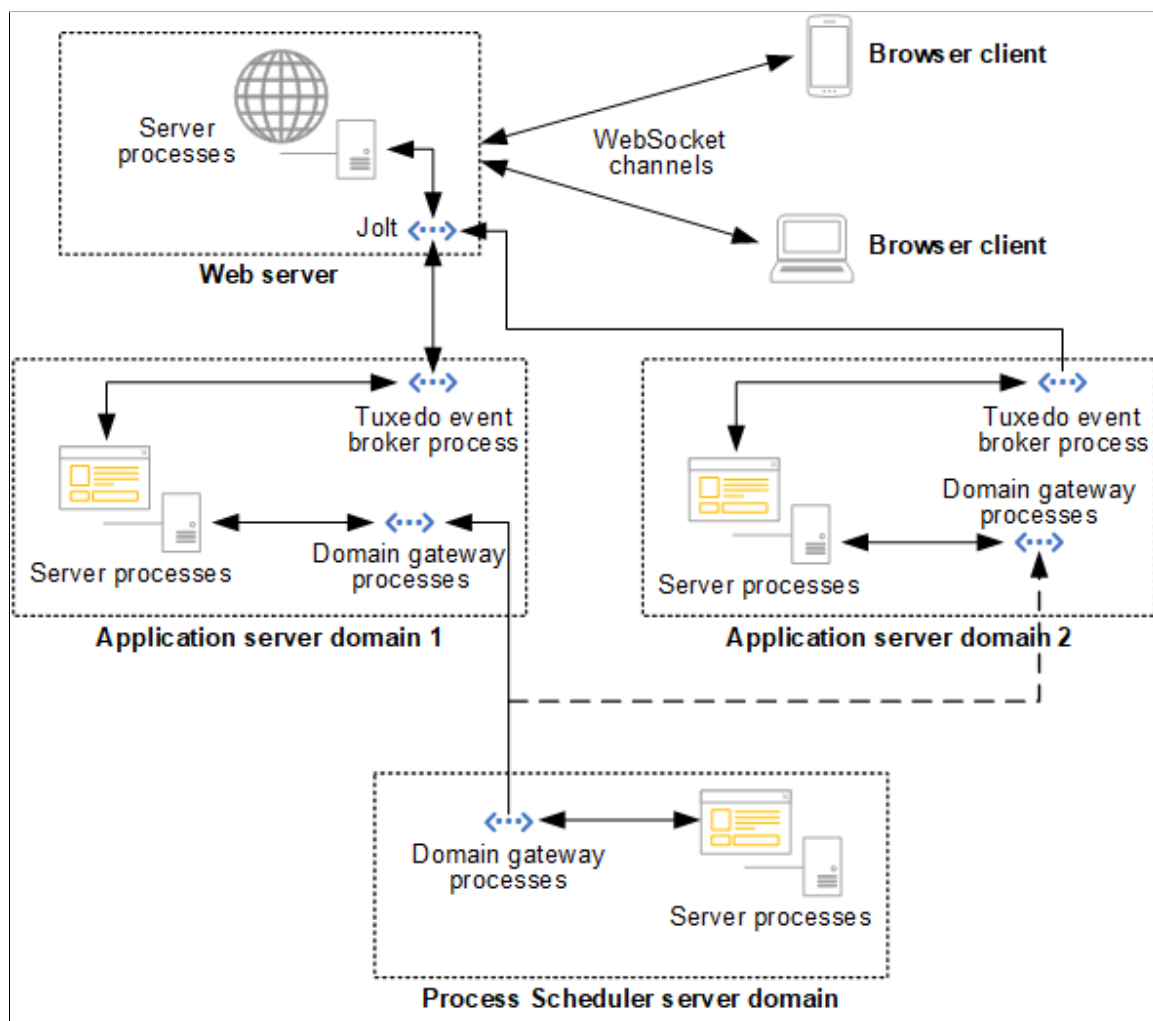 Browser client
Server
processes
WebSocket
channels
Jolt
Browser client
Web server
Tuxedo event
broker process
Tuxedo event
broker process
Domain gateway
processes
Server processes
Domain gateway
processes
Server processes
Application server domain 1
Application server domain 2
Domain gateway
processes
Server processes
Process Scheduler server domain